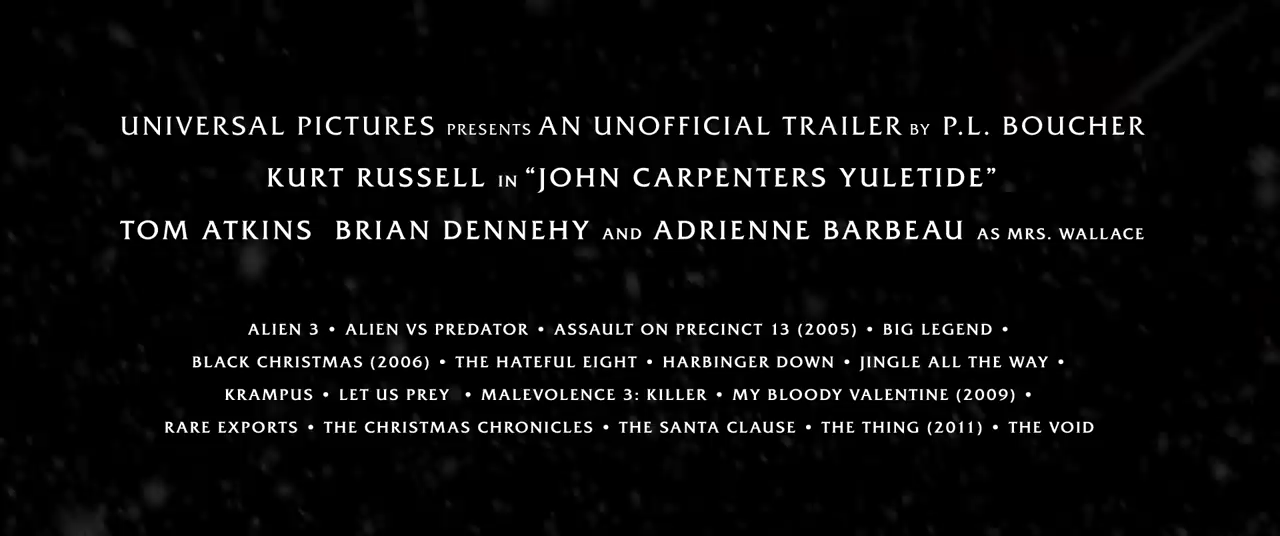 UNIVERSAL PICTURES PRESENTS AN UNOFFICIAL TRAILER BY P.L. BOUCHER
KURT RUSSELL IN “JOHN CARPENTERS YULETIDE”
TOM ATKINS BRIAN DENNEHY AND ADRIENNE BARBEAU AS MRS. WALLACE
ALIEN 3 • ALIEN VS PREDATOR • ASSAULT ON PRECINCT 13 (2005) • BIG LEGEND •
BLACK CHRISTMAS (2006) • THE HATEFUL EIGHT • HARBINGER DOWN • JINGLE ALL THE WAY •
KRAMPUS • LET US PREY • MALEVOLENCE 3: KILLER • MY BLOODY VALENTINE (2009) •
RARE EXPORTS • THE CHRISTMAS CHRONICLES • THE SANTA CLAUSE • THE THING (2011) • THE VOID